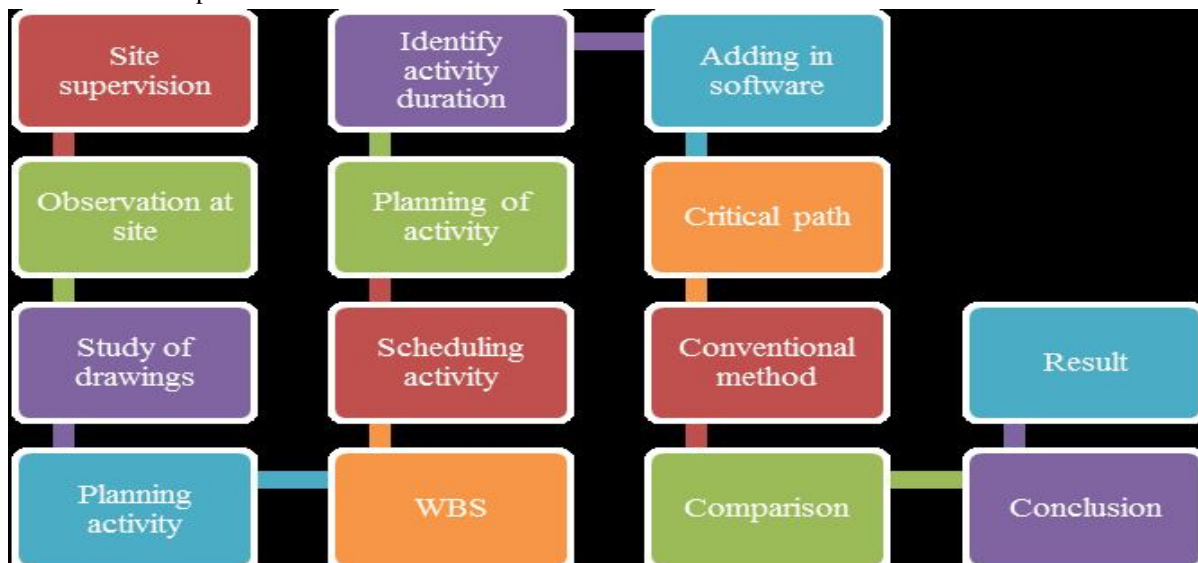 Site
supervision
Observation at
site
Study of
drawings
Planning
activity
WBS
Scheduling
activity
Planning of
activity
Identify
activity
duration
Adding in
software
Critical path
Conventional
method
Comparison
Conclusion
Result